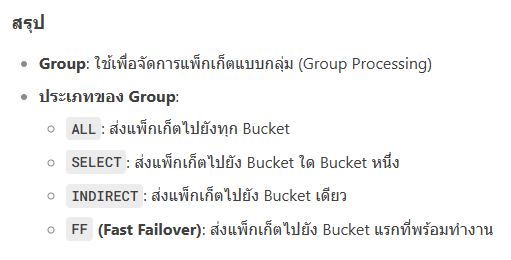 สรุป
Group: ใช้เพื่อจัดการแพ็กเก็ตแบบกลุ่ม (Group Processing)
ประเภทของ Group:
ALL: ส่งแพ็กเก็ตไปยังทุก Bucket
SELECT: ส่งแพ็กเก็ตไปยัง Bucket ใด Bucket หนึ่ง
INDIRECT: ส่งแพ็กเก็ตไปยัง Bucket เดียว
FF (Fast Failover): ส่งแพ็กเก็ตไปยัง Bucket แรกที่พร้อมทำงาน